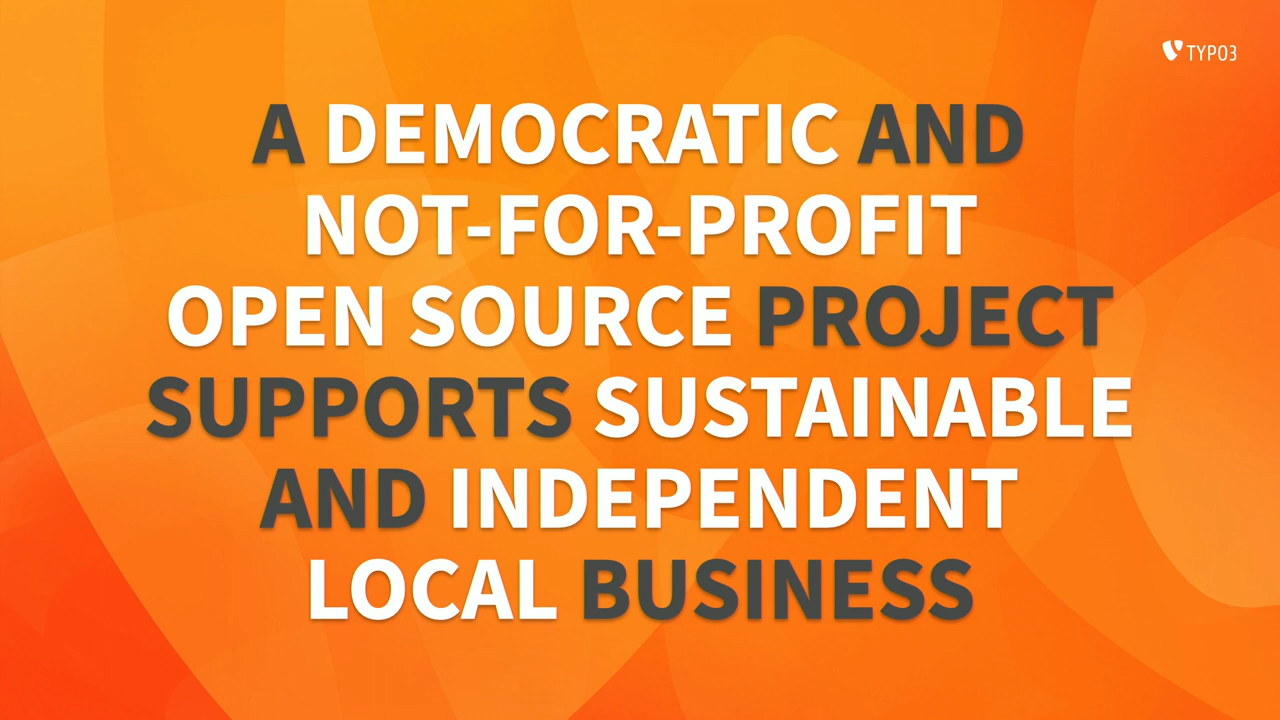 TYPO3
A DEMOCRATIC AND
NOT-FOR-PROFIT
OPEN SOURCE PROJECT
SUPPORTS SUSTAINABLE
AND INDEPENDENT
LOCAL BUSINESS